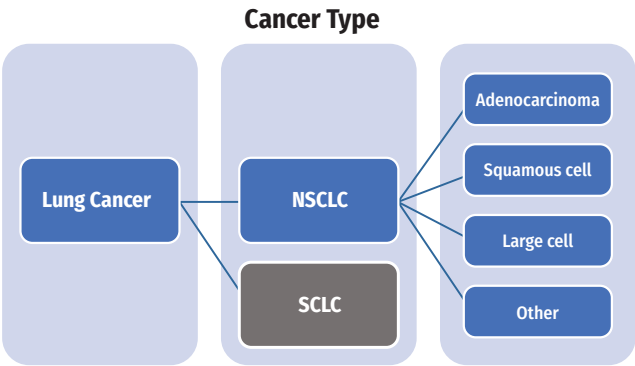 Cancer Type
Lung Cancer
NSCLC
SCLC
Adenocarcinoma
Squamous cell
Large cell
Other